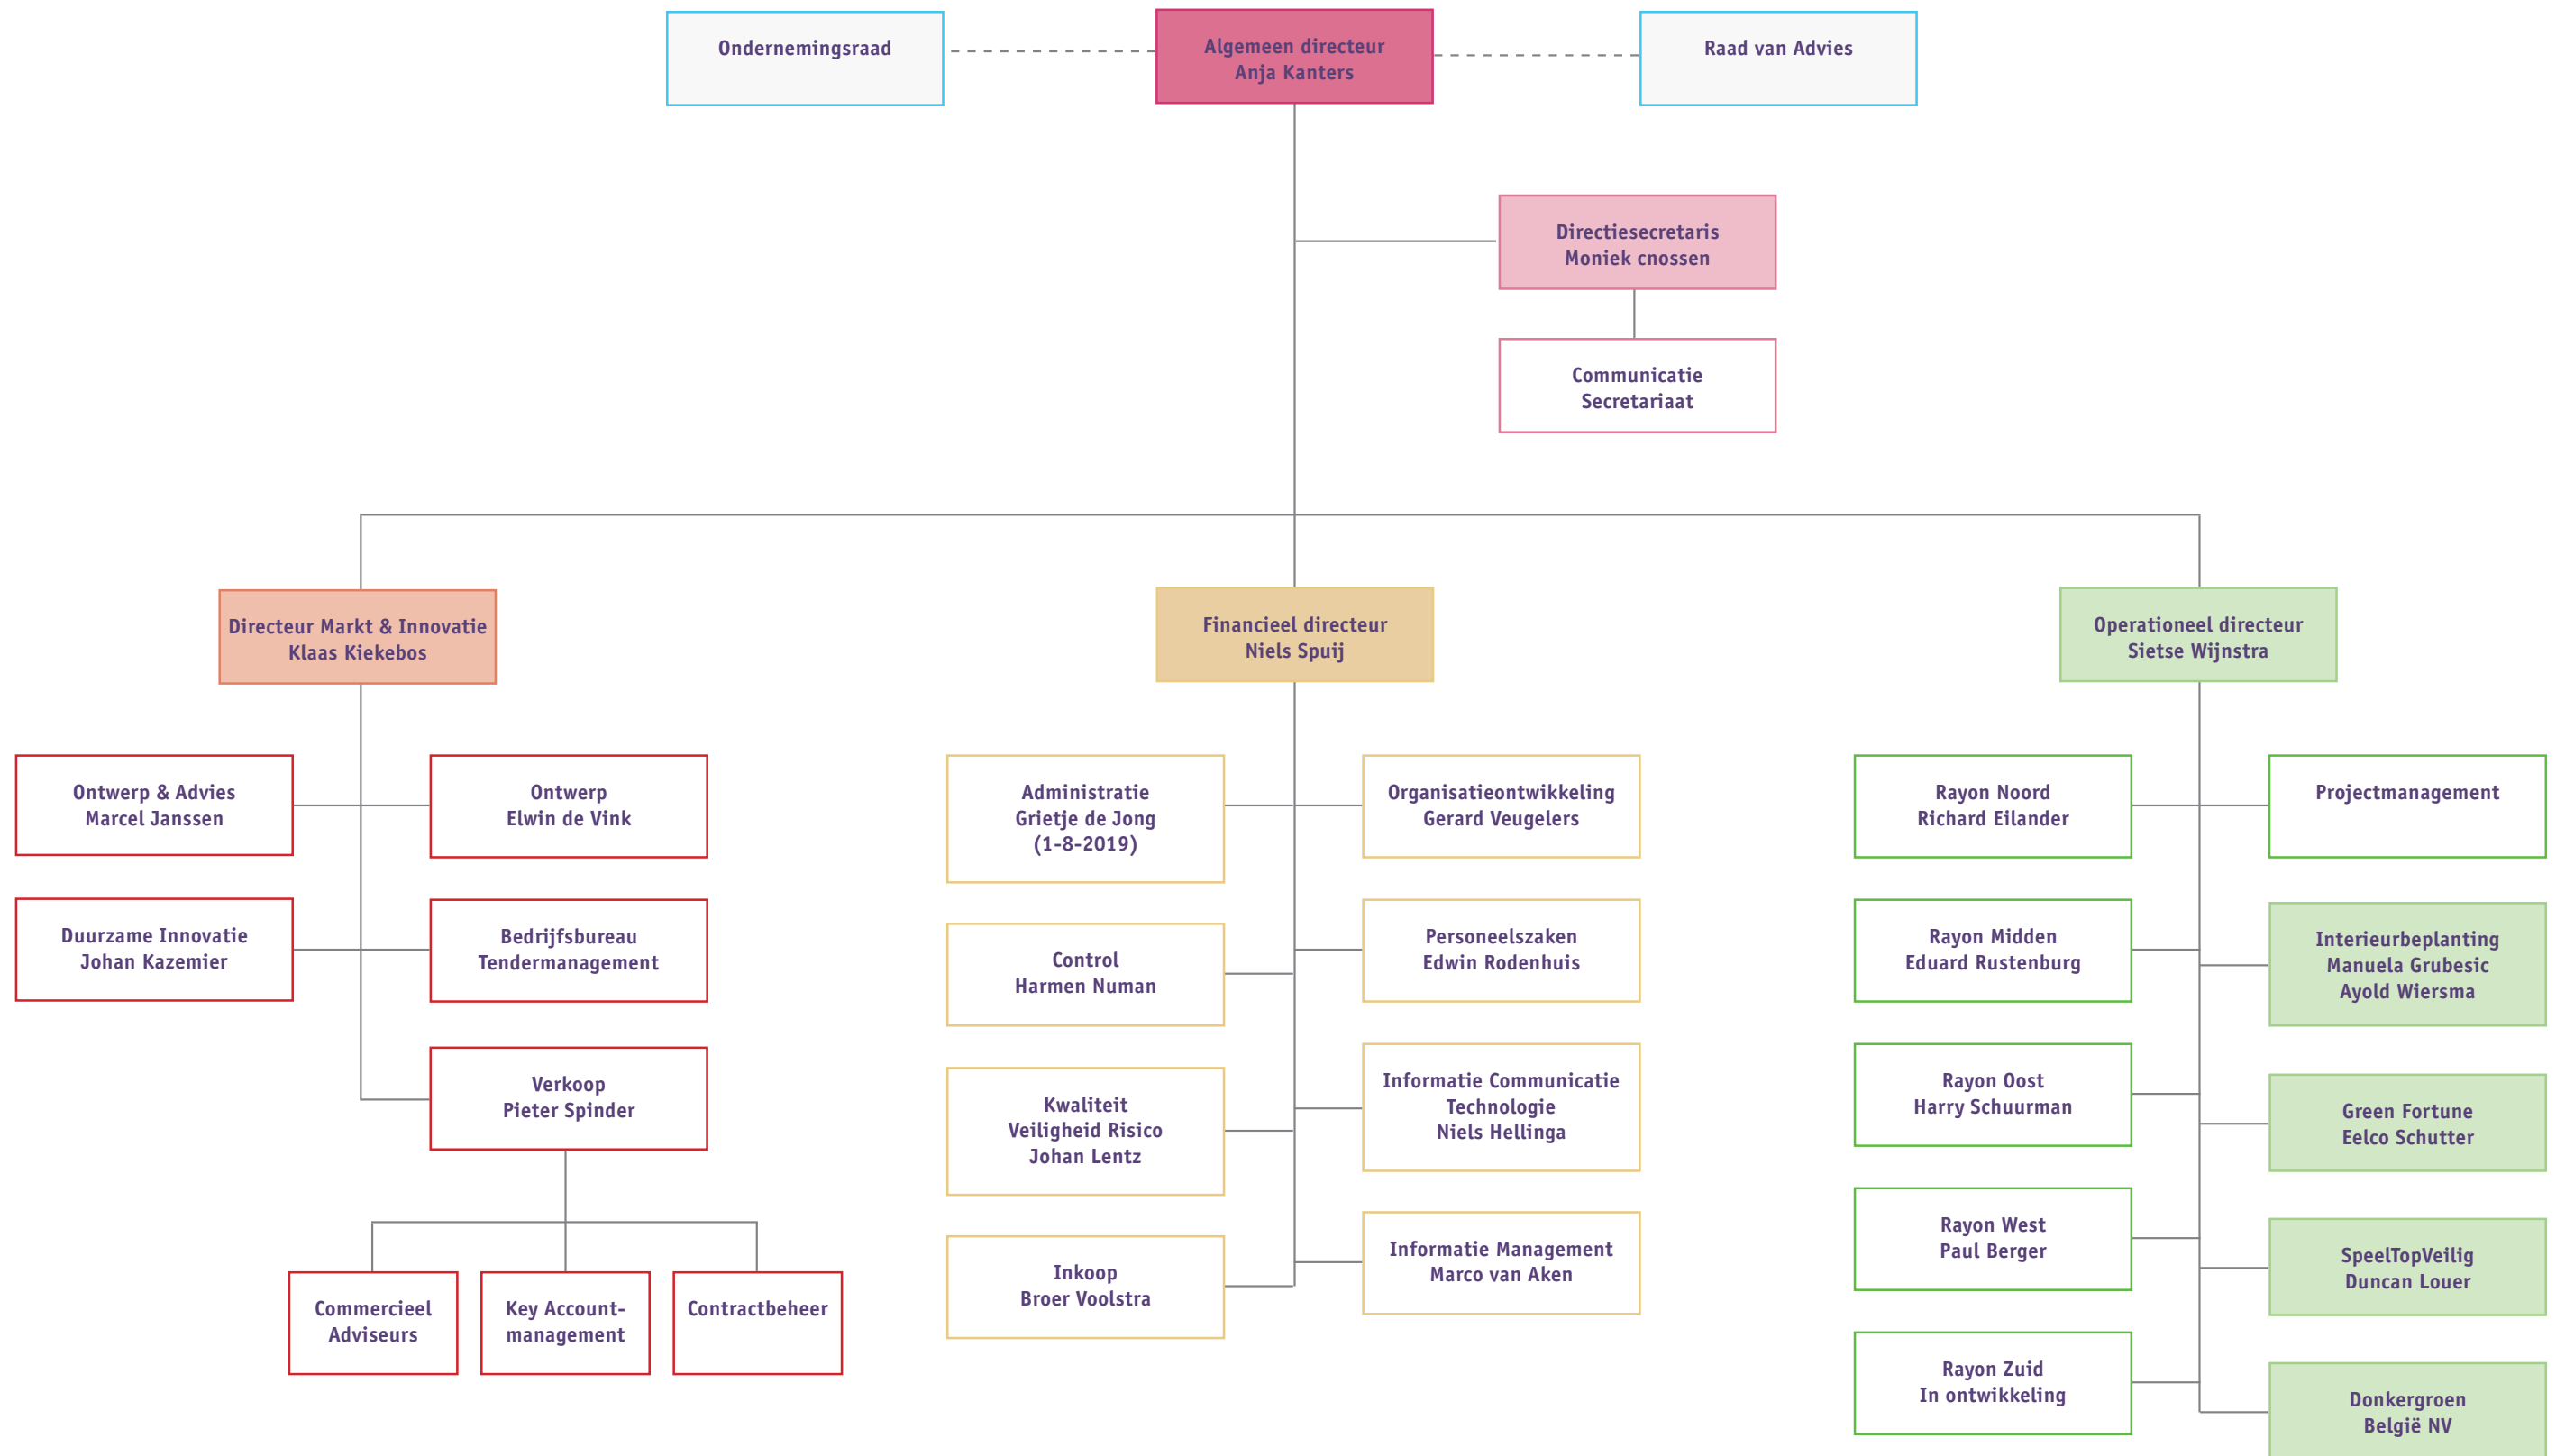 Ondernemingsraad
Algemeen directeur
Anja Kanters
Raad van Advies
Directiesecretaris
Moniek cnossen
Communicatie
Secretariaat
Directeur Markt & Innovatie
Klaas Kiekebos
Financieel directeur
Niels Spuij
Operationeel directeur
Sietse Wijnstra
Ontwerp & Advies
Marcel Janssen
Ontwerp
Elwin de Vink
Duurzame Innovatie
Johan Kazemier
Bedrijfsbureau
Tendermanagement
Verkoop
Pieter Spinder
Commercieel
Adviseurs
Key Account-
management
Contractbeheer
Administratie
Grietje de Jong
(1-8-2019)
Organisatieontwikkeling
Gerard Veugelers
Control
Harmen Numan
Personeelszaken
Edwin Rodenhuis
Kwaliteit
Veiligheid Risico
Johan Lentz
Informatie Communicatie
Technologie
Niels Hellinga
Inkoop
Broer Voolstra
Informatie Management
Marco van Aken
Rayon Noord
Richard Eilander
Projectmanagement
Rayon Midden
Eduard Rustenburg
Interieurbeplanting
Manuela Grubesic
Ayold Wiersma
Rayon Oost
Harry Schuurman
Green Fortune
Eelco Schutter
Rayon West
Paul Berger
SpeelTopVeilig
Duncan Louer
Rayon Zuid
In ontwikkeling
Donkergroen
België NV